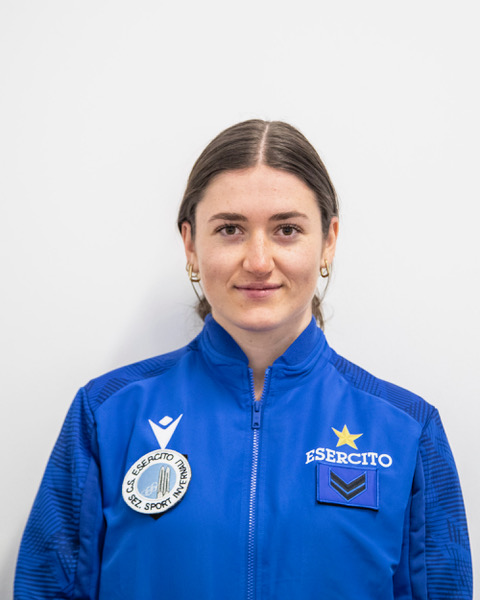 C.S. ESERCITO
SEZ. SPORT INVERNALI
ESERCITO